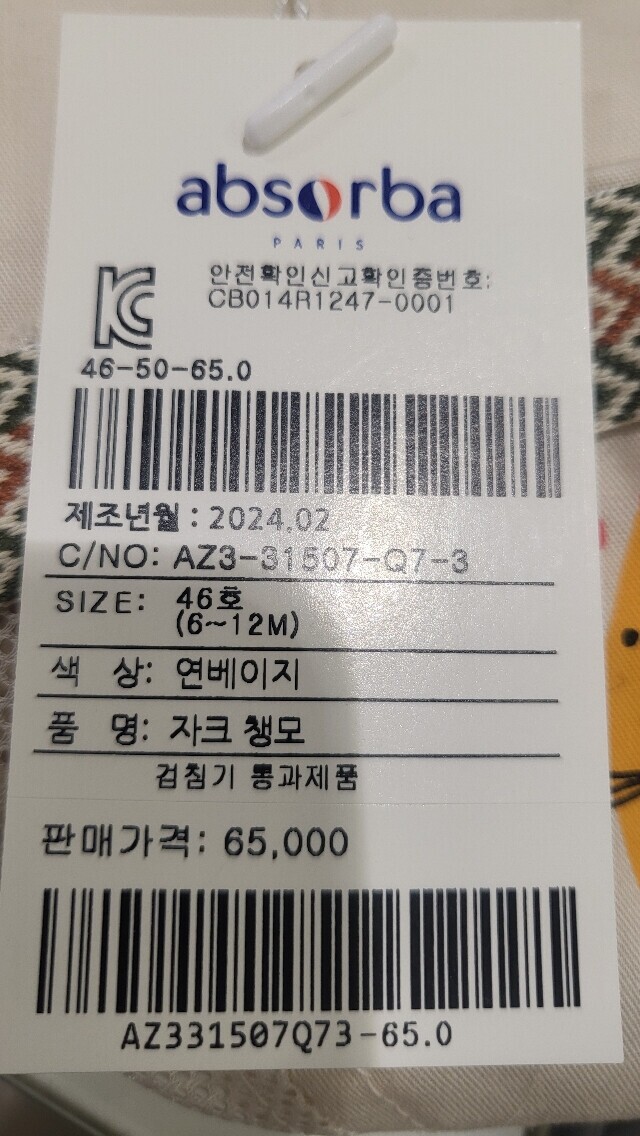 absorba
PARIS
안전확인신고확인증번호:
CB014R1247-0001
46-50-65.0
제조년월 : 2024.02
C/NO: AZ3-31507-Q7-3
SIZE: 46호
(6~12M)
색 상: 연베이지
품 명: 자크 챙모
검침기 통과제품
판매가격: 65,000
AZ331507Q73-65.0